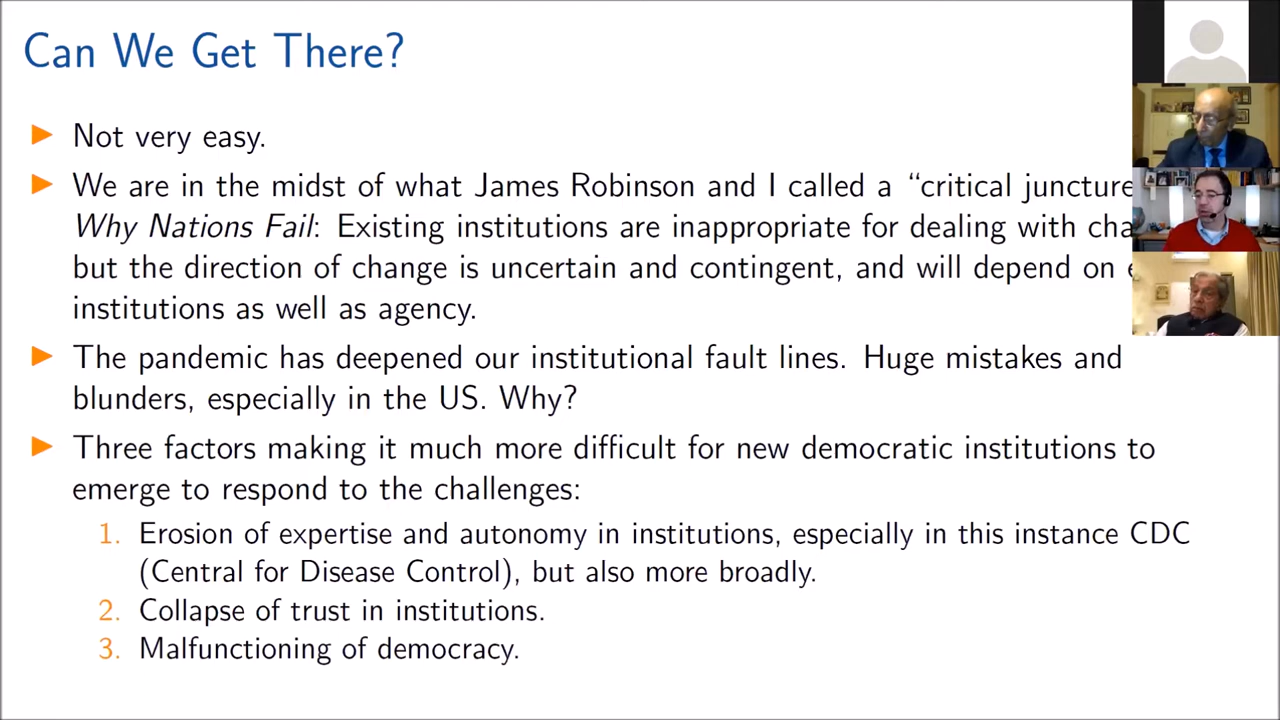 Can We Get There?
Not very easy.
We are in the midst of what James Robinson and I called a “critical juncture
Why Nations Fail: Existing institutions are inappropriate for dealing with
but the direction of change is uncertain and contingent, and will depend on
institutions as well as agency.
The pandemic has deepened our institutional fault lines. Huge mistakes and
blunders, especially in the US. Why?
Three factors making it much more difficult for new democratic institutions to
emerge to respond to the challenges:
1. Erosion of expertise and autonomy in institutions, especially in this instance CDC
(Central for Disease Control), but also more broadly.
2. Collapse of trust in institutions.
3. Malfunctioning of democracy.